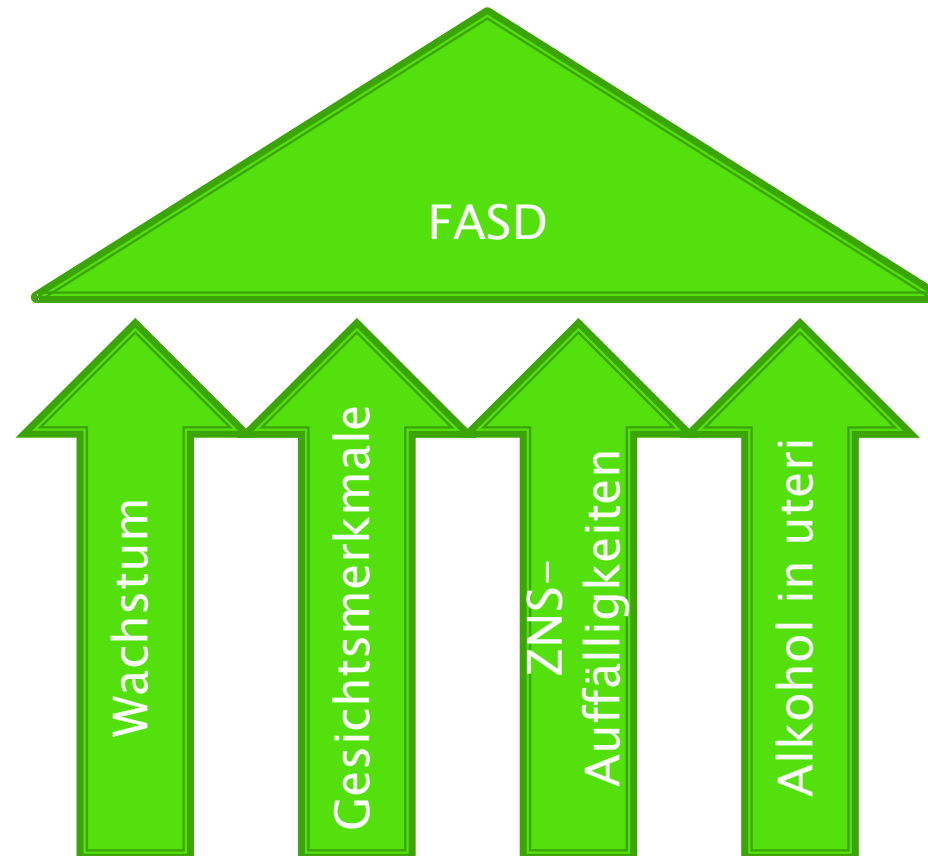 FASD
Wachstum
Gesichtsmerkmale
ZNS-
Auffälligkeiten
Alkohol in uteri